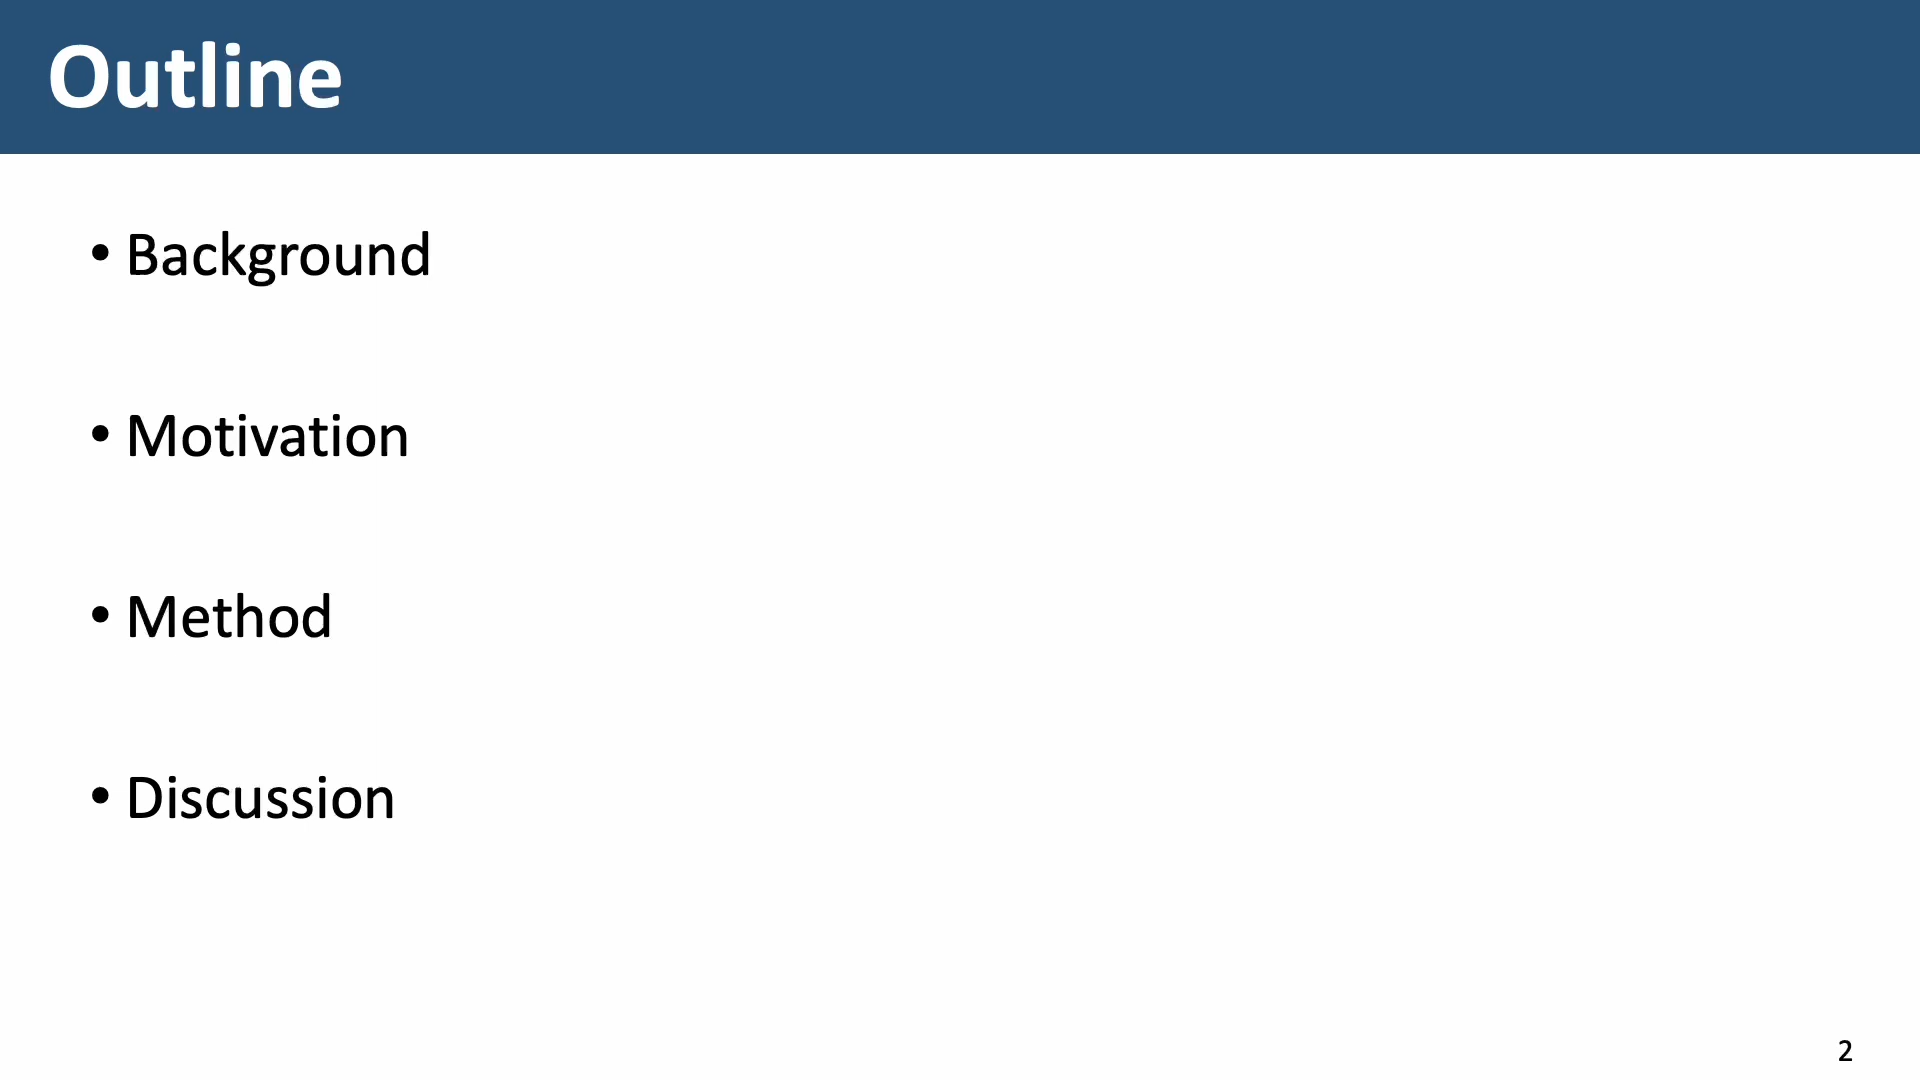 Outline
• Background
• Motivation
• Method
• Discussion
2